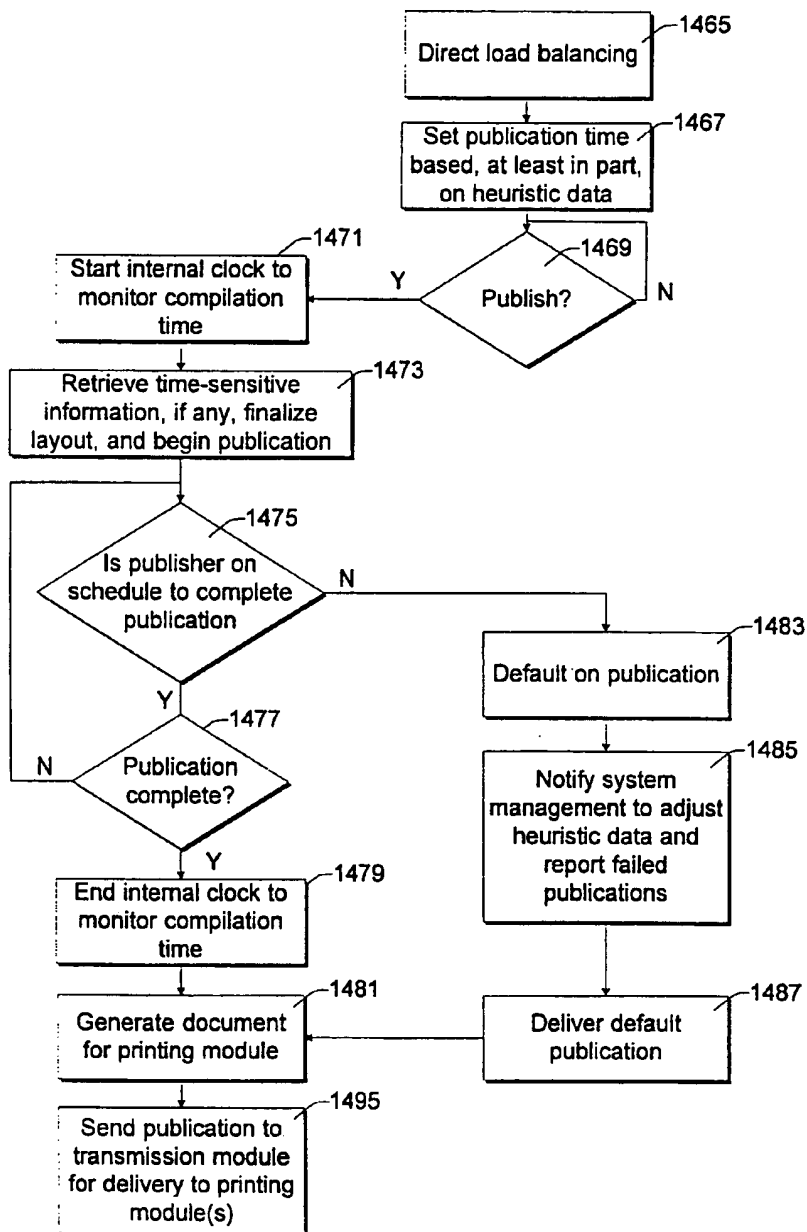 1465
Direct load balancing
1467
Set publication time
based, at least in part,
on heuristic data
1469
Publish?
Y
N
1471
Start internal clock to
monitor compilation
time
1473
Retrieve time-sensitive
information, if any, finalize
layout, and begin publication
1475
Is publisher on
schedule to complete
publication
N
Y
1477
Publication
complete?
N
Y
1479
End internal clock to
monitor compilation
time
1481
Generate document
for printing module
1495
Send publication to
transmission module
for delivery to printing
module(s)
1483
Default on publication
1485
Notify system
management to adjust
heuristic data and
report failed
publications
1487
Deliver default
publication